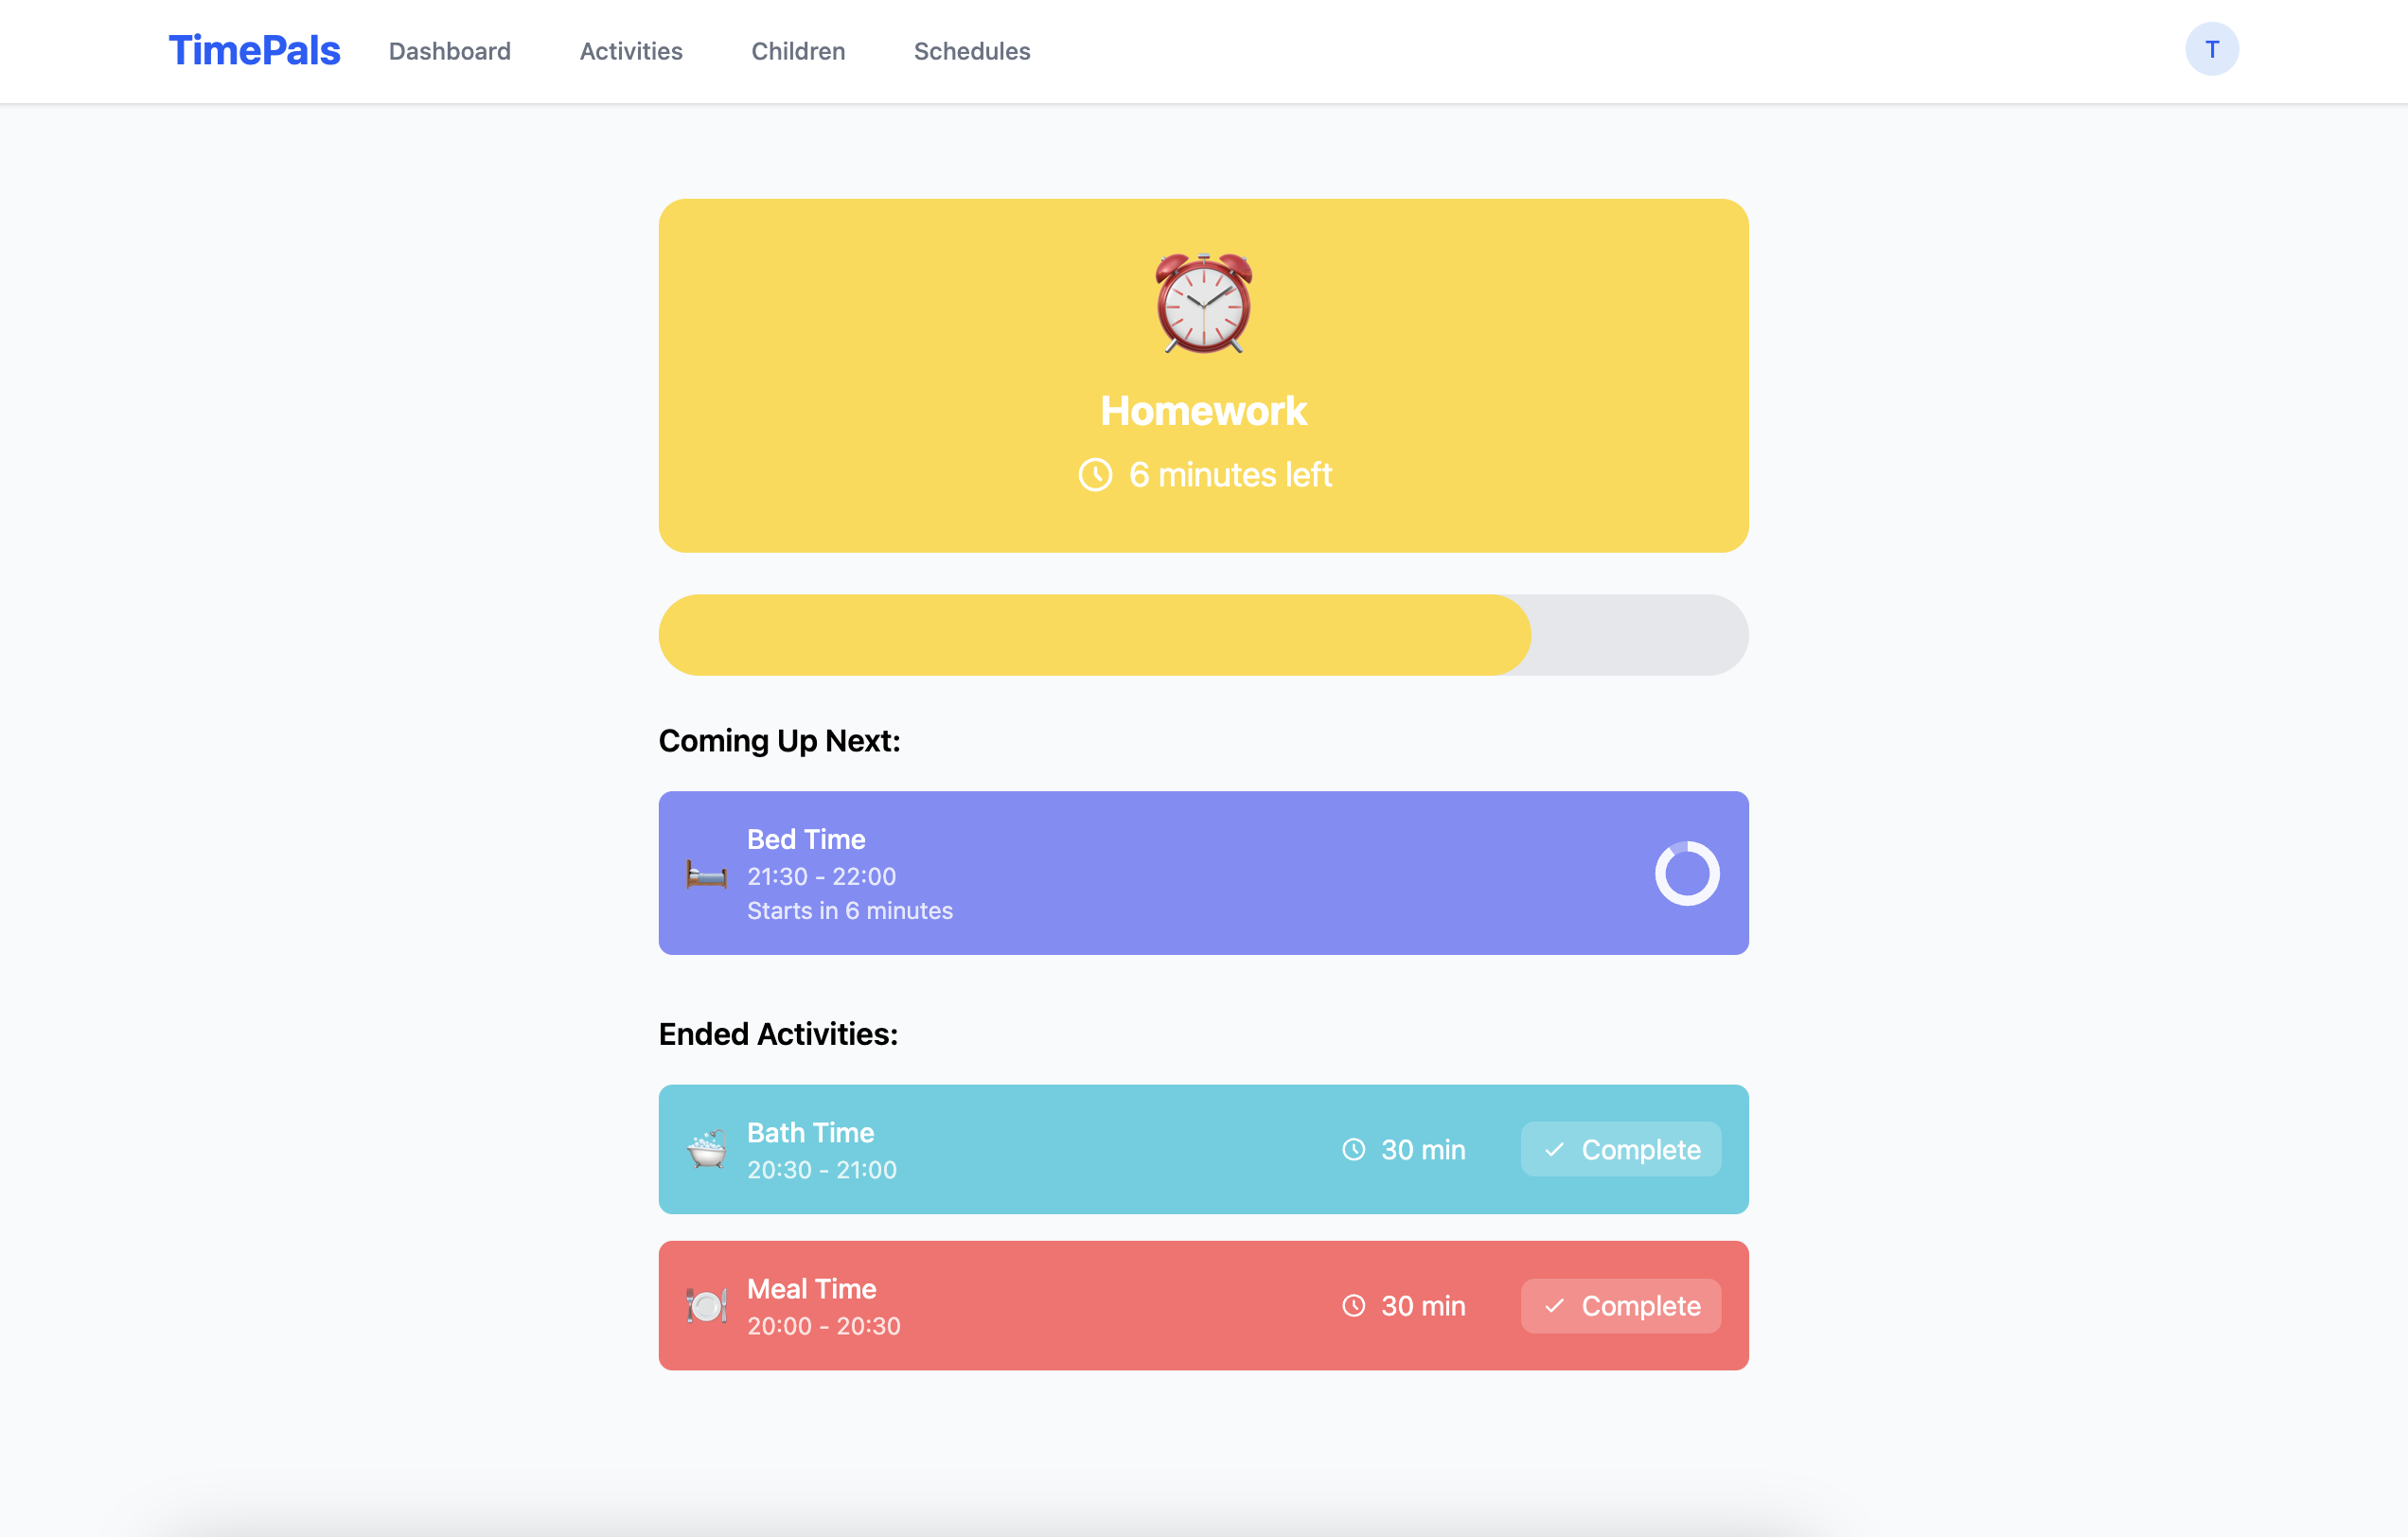 TimePals
Dashboard
Activities
Children
Schedules
T
Homework
6 minutes left
Coming Up Next:
Bed Time
21:30 - 22:00
Starts in 6 minutes
Ended Activities:
Bath Time
20:30 - 21:00
30 min
Complete
Meal Time
20:00 - 20:30
30 min
Complete